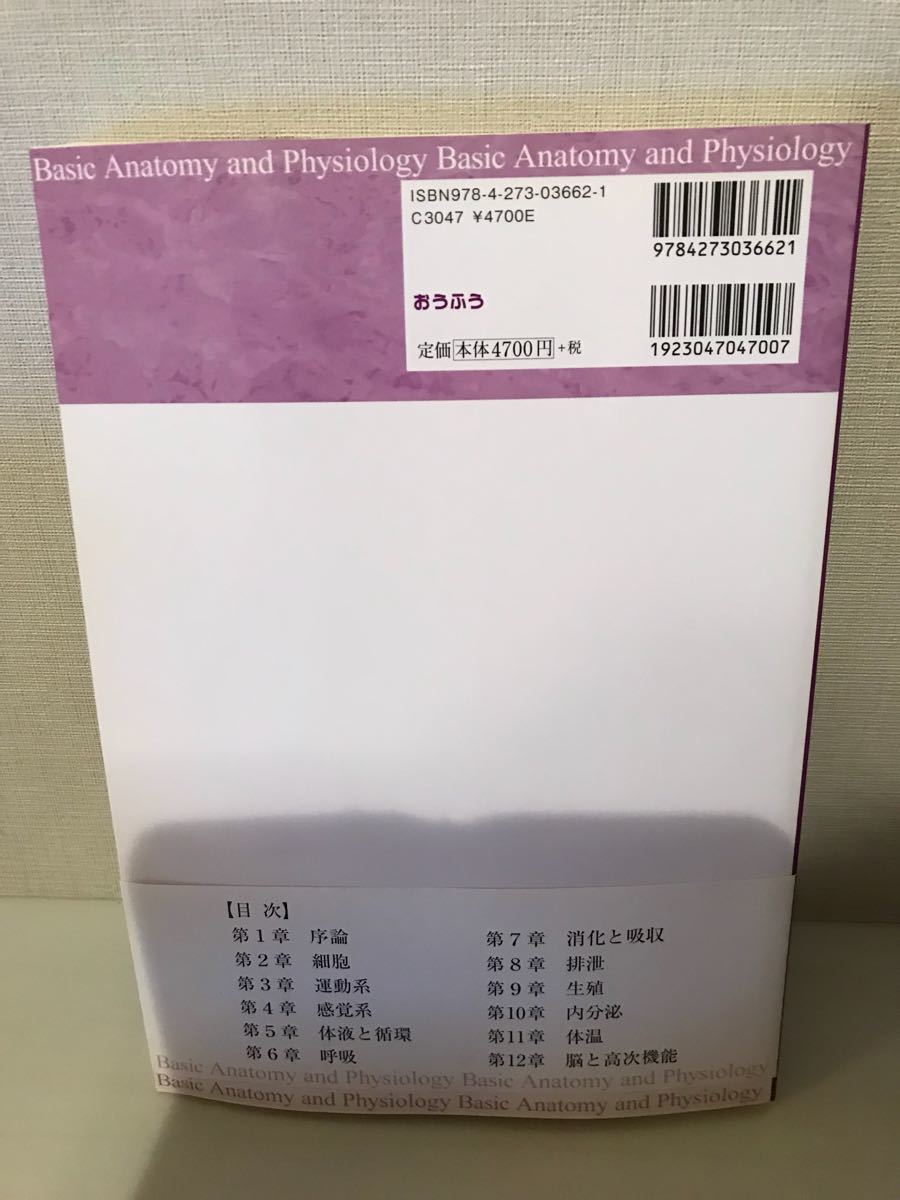 Basic Anatomy and Physiology Basic Anatomy and Physiology
ISBN978-4-273-03662-1
C3047 ¥4700E
9784273036621
おうふう
定価 本体4700円 +税
1923047047007
【目 次】
第1章 序論
第2章 細胞
第3章 運動系
第4章 感覚系
第5章 体液と循環
第6章 呼吸
第7章 消化と吸収
第8章 排泄
第9章 生殖
第10章 内分泌
第11章 体温
第12章 脳と高次機能
Basic Anatomy and Physiology Basic Anatomy and Physiology
Basic Anatomy and Physiology Basic Anatomy and Physiology